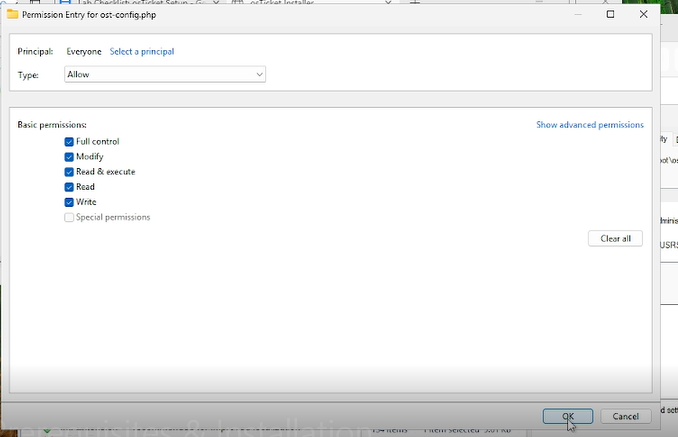 Lab Checklist: osTicket Setup - G
osTicket Installer
Permission Entry for ost-config.php
Principal: Everyone Select a principal
Type: Allow
Basic permissions: Show advanced permissions
Full control
Modify
Read & execute
Read
Write
Special permissions
Clear all
OK Cancel